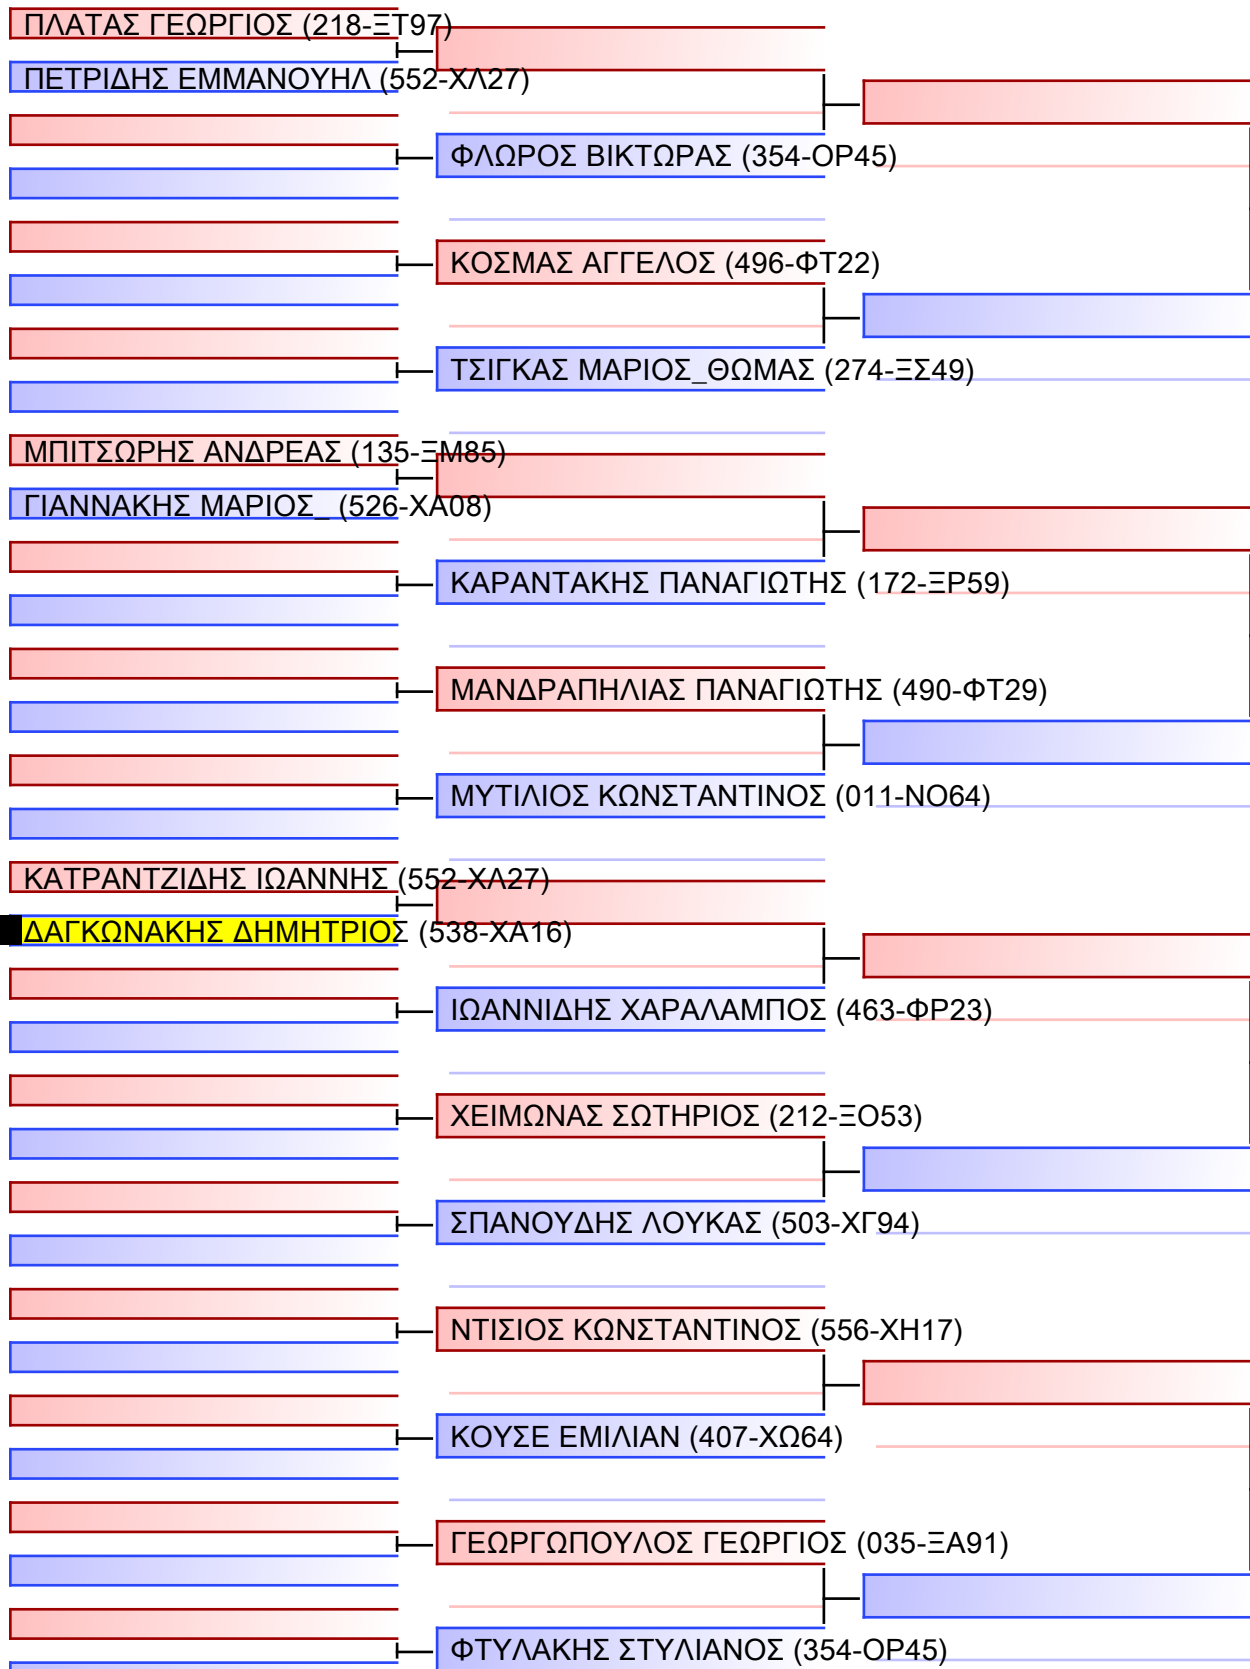 ΠΛΑΤΑΣ ΓΕΩΡΓΙΟΣ (218-ΞΤ97)
ΠΕΤΡΙΔΗΣ ΕΜΜΑΝΟΥΗΛ (552-ΧΛ27)
ΦΛΩΡΟΣ ΒΙΚΤΩΡΑΣ (354-ΟΡ45)
ΚΟΣΜΑΣ ΑΓΓΕΛΟΣ (496-ΦΤ22)
ΤΣΙΓΚΑΣ ΜΑΡΙΟΣ_ΘΩΜΑΣ (274-ΞΣ49)
ΜΠΙΤΣΩΡΗΣ ΑΝΔΡΕΑΣ (135-ΞΜ85)
ΓΙΑΝΝΑΚΗΣ ΜΑΡΙΟΣ_ (526-ΧΑ08)
ΚΑΡΑΝΤΑΚΗΣ ΠΑΝΑΓΙΩΤΗΣ (172-ΞΡ59)
ΜΑΝΔΡΑΠΗΛΙΑΣ ΠΑΝΑΓΙΩΤΗΣ (490-ΦΤ29)
ΜΥΤΙΛΙΟΣ ΚΩΝΣΤΑΝΤΙΝΟΣ (011-ΝΟ64)
ΚΑΤΡΑΝΤΖΙΔΗΣ ΙΩΑΝΝΗΣ (552-ΧΛ27)
ΔΑΓΚΩΝΑΚΗΣ ΔΗΜΗΤΡΙΟΣ (538-ΧΑ16)
ΙΩΑΝΝΙΔΗΣ ΧΑΡΑΛΑΜΠΟΣ (463-ΦΡ23)
ΧΕΙΜΩΝΑΣ ΣΩΤΗΡΙΟΣ (212-ΞΟ53)
ΣΠΑΝΟΥΔΗΣ ΛΟΥΚΑΣ (503-ΧΓ94)
ΝΤΙΣΙΟΣ ΚΩΝΣΤΑΝΤΙΝΟΣ (556-ΧΗ17)
ΚΟΥΣΕ ΕΜΙΛΙΑΝ (407-ΧΩ64)
ΓΕΩΡΓΩΠΟΥΛΟΣ ΓΕΩΡΓΙΟΣ (035-ΞΑ91)
ΦΤΥΛΑΚΗΣ ΣΤΥΛΙΑΝΟΣ (354-ΟΡ45)